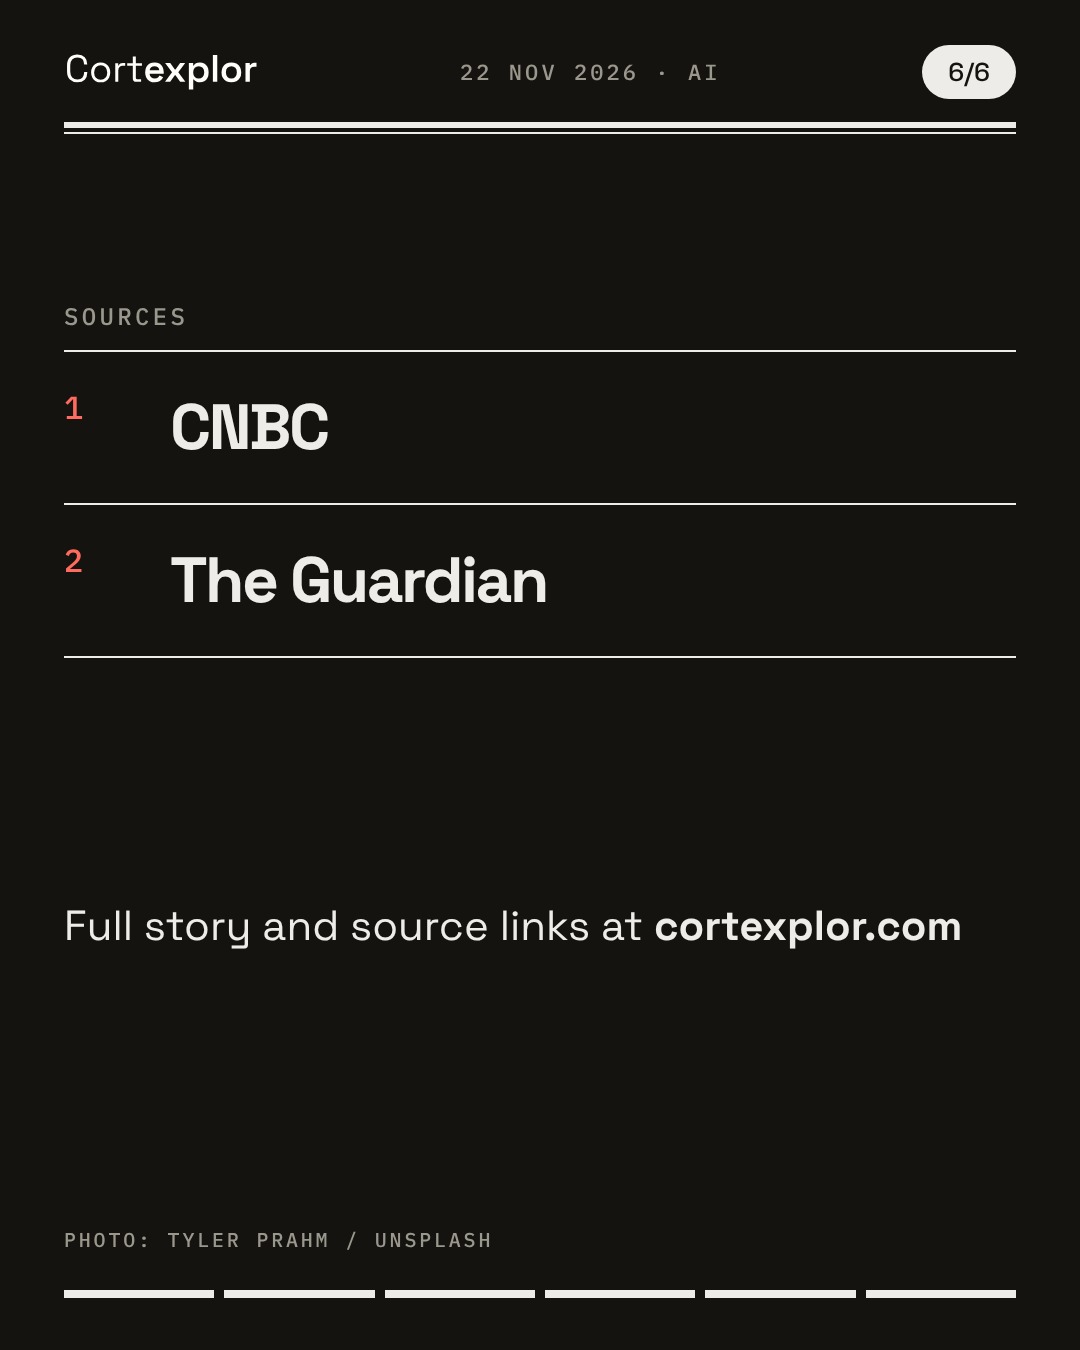 Cortexplor
22 NOV 2026 · AI
6/6
SOURCES
1
CNBC
2
The Guardian
Full story and source links at cortexplor.com
PHOTO: TYLER PRAHM / UNSPLASH